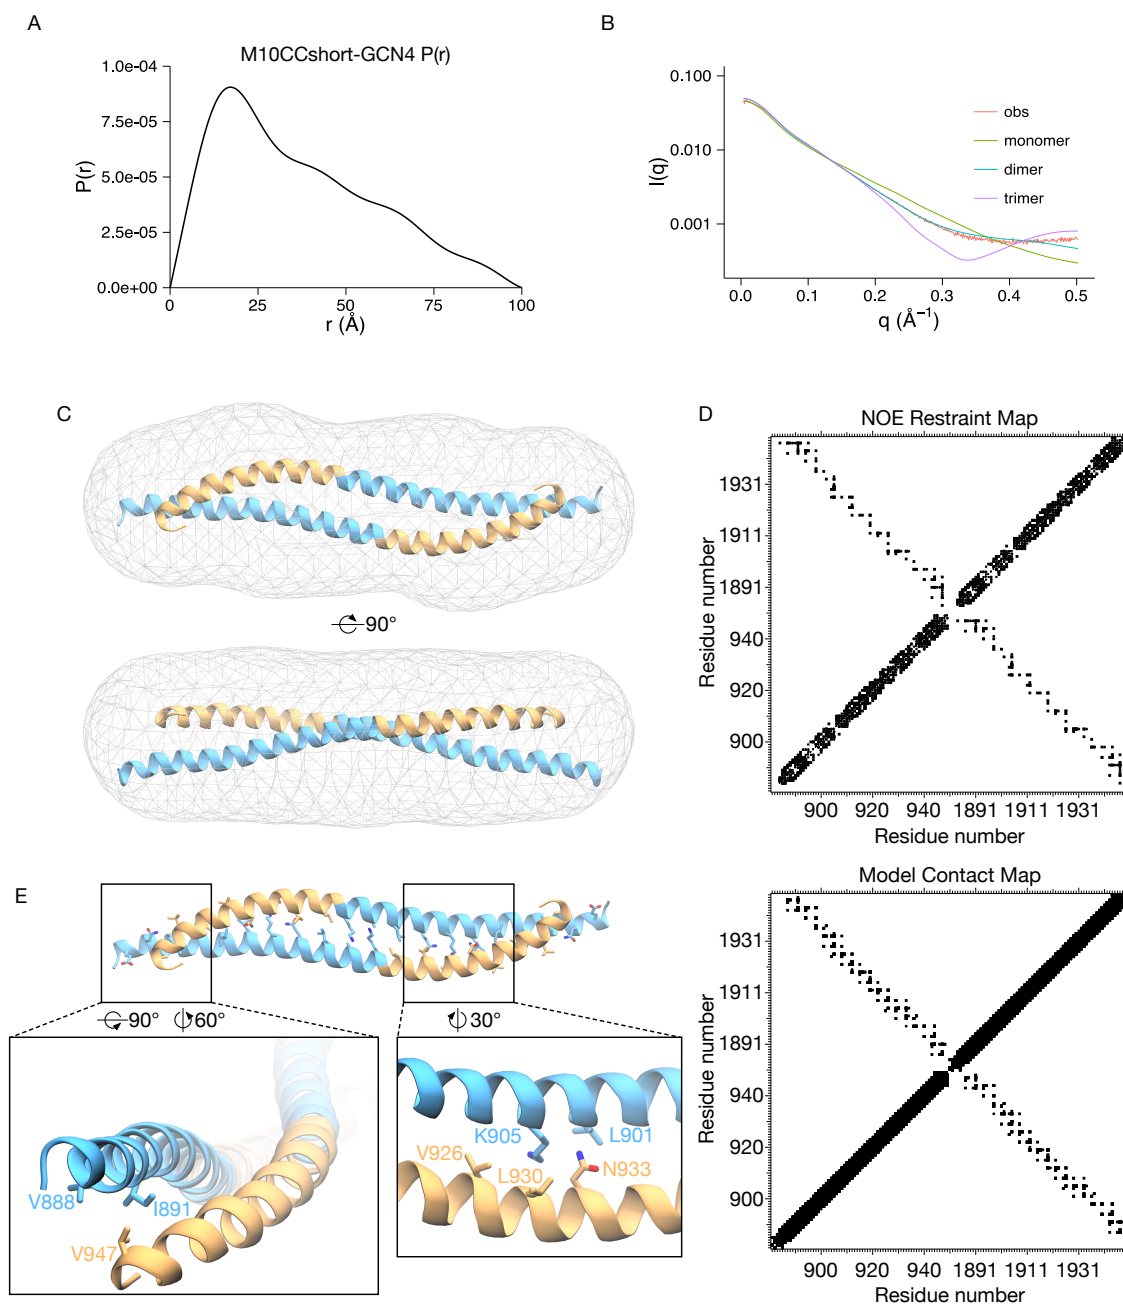 A
M10CCshort-GCN4 P(r)
1.0e-04
7.5e-05
5.0e-05
2.5e-05
0.0e+00
P(r)
0
25
50
75
100
r (Å)
B
0.100
0.010
0.001
I(q)
obs
monomer
dimer
trimer
0.0
0.1
0.2
0.3
0.4
0.5
q (Å⁻¹)
C
90°
D
NOE Restraint Map
1931
1911
1891
940
920
900
Residue number
900
920
940
1891
1911
1931
Residue number
Model Contact Map
1931
1911
1891
940
920
900
Residue number
900
920
940
1891
1911
1931
Residue number
E
90°
60°
30°
V888
I891
V947
K905
L901
V926
L930
N933